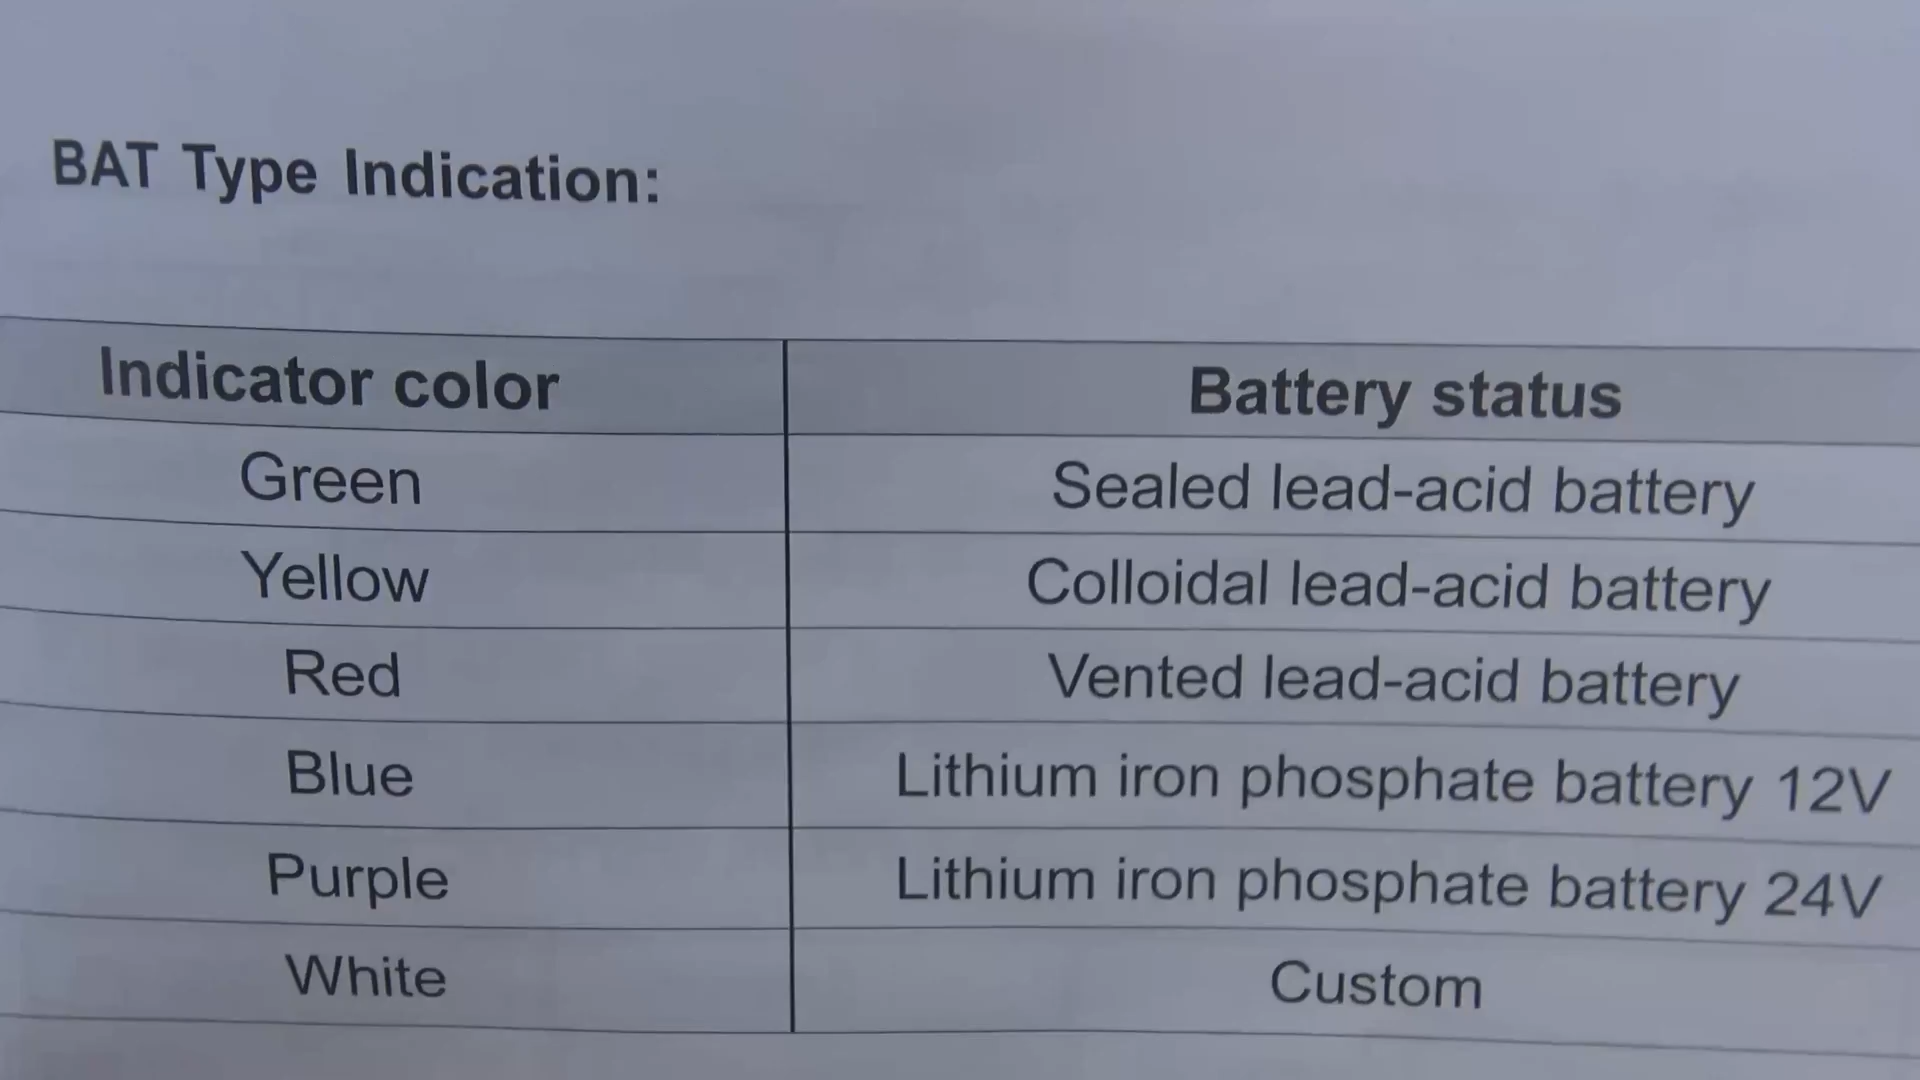 BAT Type Indication:
Indicator color Battery status
Green Sealed lead-acid battery
Yellow Colloidal lead-acid battery
Red Vented lead-acid battery
Blue Lithium iron phosphate battery 12V
Purple Lithium iron phosphate battery 24V
White Custom